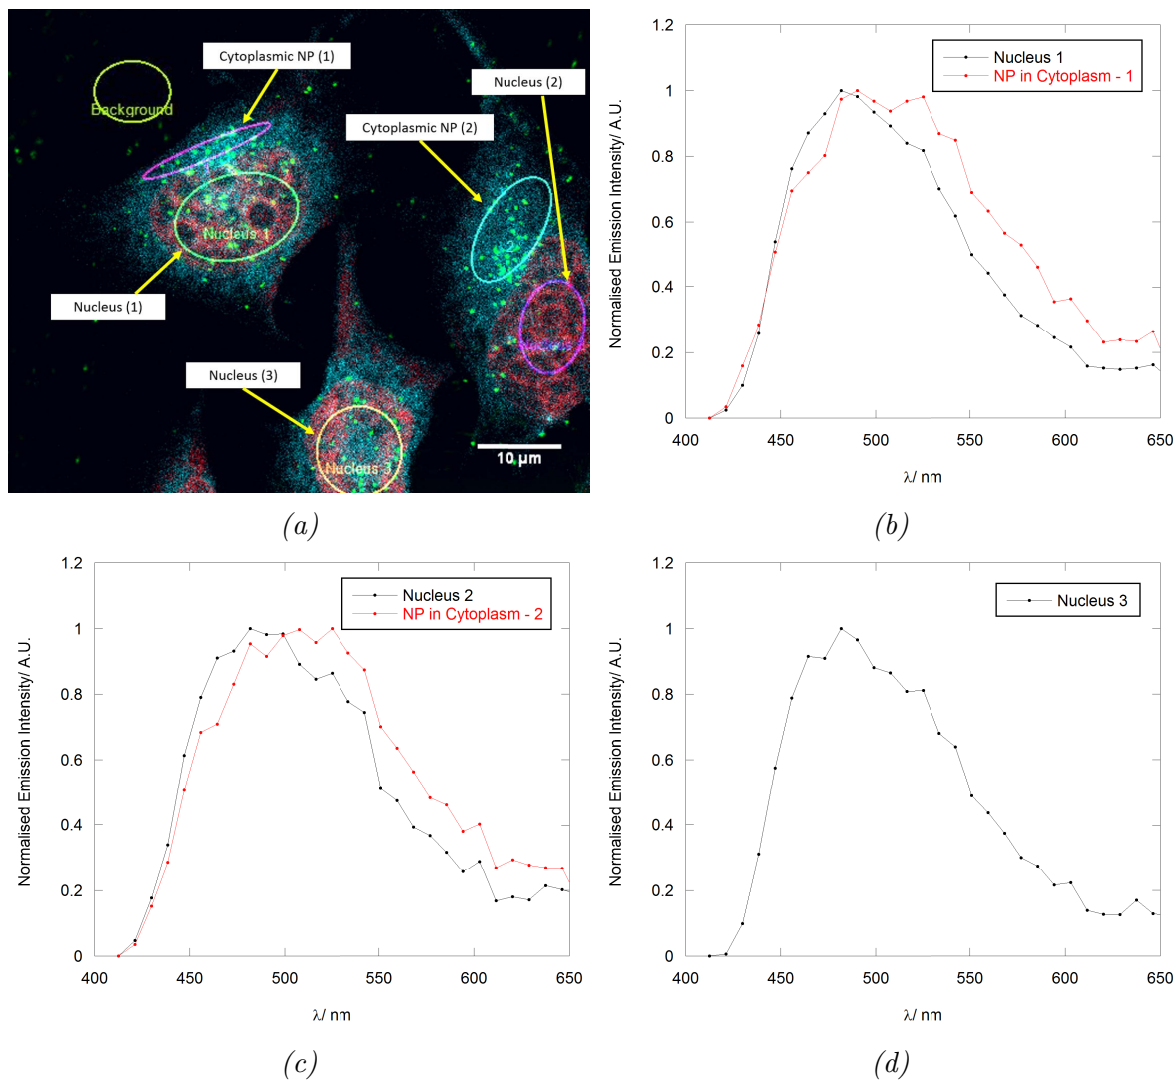 Cytoplasmic NP (1)
Nucleus (2)
Background
Cytoplasmic NP (2)
Nucleus 1
2
Nucleus (1)
Nucleus (3)
10 µm
Nucleus 3
(a)
1.2
1
0.8
0.6
0.4
0.2
0
Normalised Emission Intensity/ A.U.
Nucleus 1
NP in Cytoplasm - 1
400 450 500 550 600 650
λ/ nm
(b)
1.2
1
0.8
0.6
0.4
0.2
0
Normalised Emission Intensity/ A.U.
Nucleus 2
NP in Cytoplasm - 2
400 450 500 550 600 650
λ/ nm
(c)
1.2
1
0.8
0.6
0.4
0.2
0
Normalised Emission Intensity/ A.U.
Nucleus 3
400 450 500 550 600 650
λ/ nm
(d)